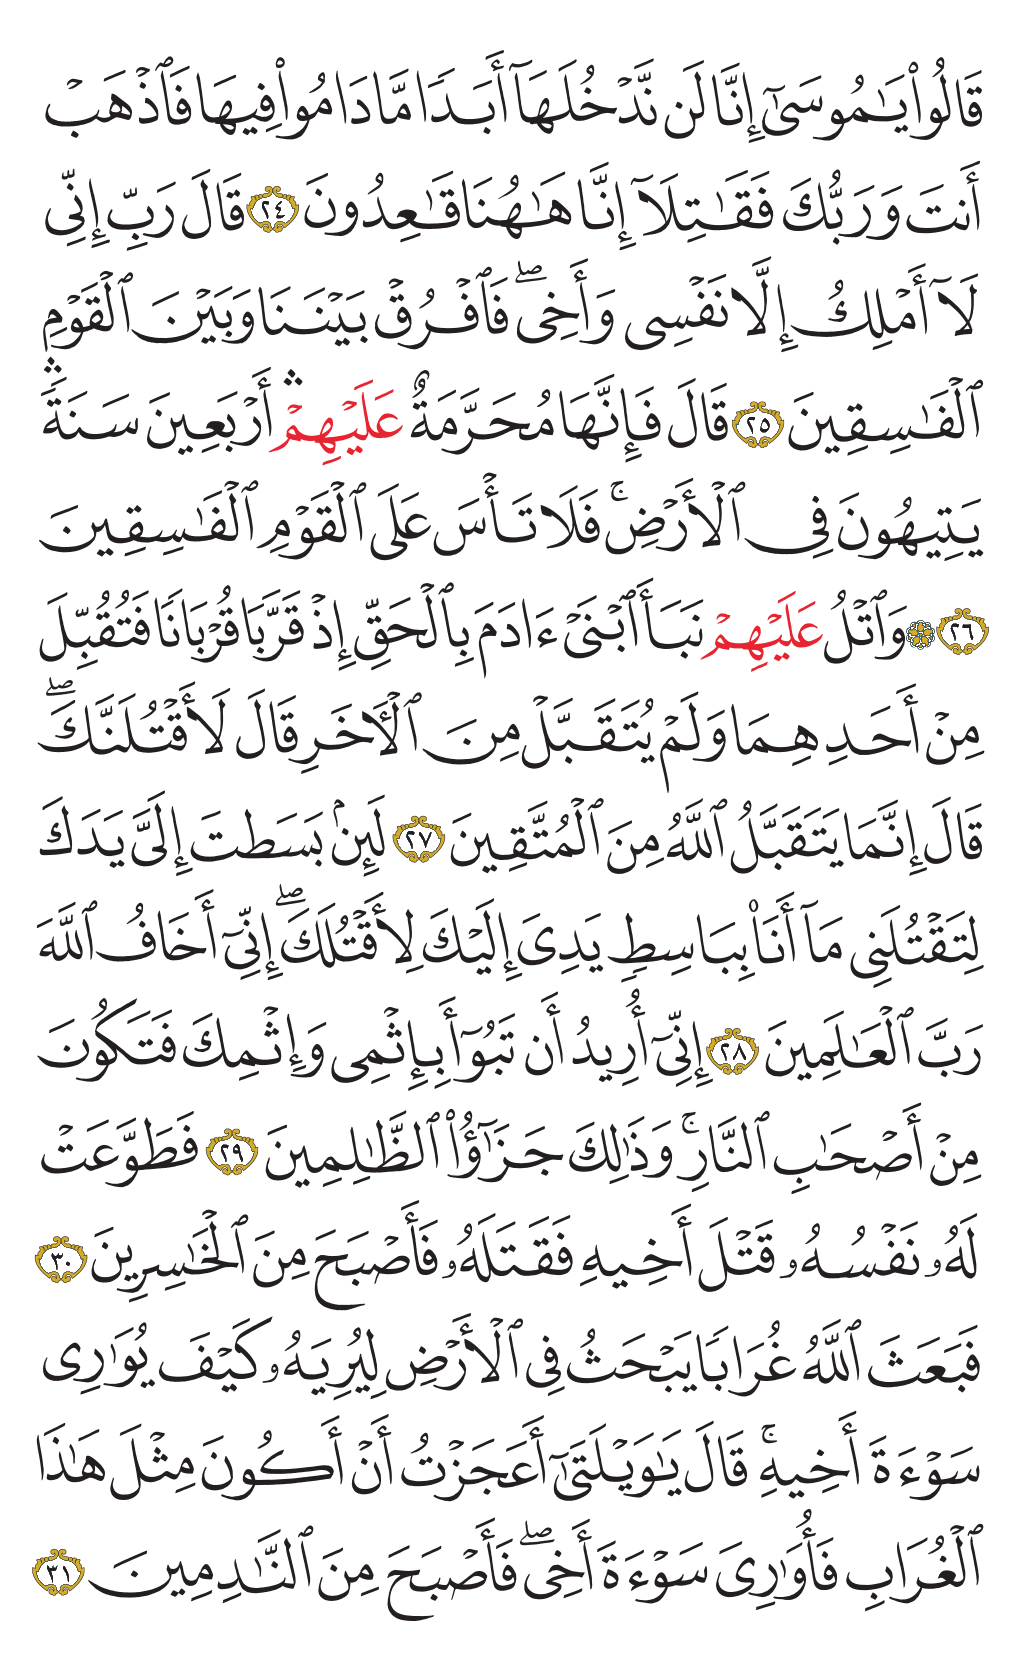 قَالُوا۟ يَـٰمُوسَىٰٓ إِنَّا لَن نَّدْخُلَهَآ أَبَدًا مَّا دَامُوا۟ فِيهَا فَٱذْهَبْ
أَنتَ وَرَبُّكَ فَقَـٰتِلَآ إِنَّا هَـٰهُنَا قَـٰعِدُونَ ٢٤ قَالَ رَبِّ إِنِّى
لَآ أَمْلِكُ إِلَّا نَفْسِى وَأَخِىۖ فَٱفْرُقْ بَيْنَنَا وَبَيْنَ ٱلْقَوْمِ
ٱلْفَـٰسِقِينَ ٢٥ قَالَ فَإِنَّهَا مُحَرَّمَةٌ عَلَيْهِمْۛ أَرْبَعِينَ سَنَةًۛ
يَتِيهُونَ فِى ٱلْأَرْضِۚ فَلَا تَأْسَ عَلَى ٱلْقَوْمِ ٱلْفَـٰسِقِينَ
٢٦ ۞ وَٱتْلُ عَلَيْهِمْ نَبَأَ ٱبْنَىْ ءَادَمَ بِٱلْحَقِّ إِذْ قَرَّبَا قُرْبَانًا فَتُقُبِّلَ
مِنْ أَحَدِهِمَا وَلَمْ يُتَقَبَّلْ مِنَ ٱلْـَٔاخَرِ قَالَ لَأَقْتُلَنَّكَۖ
قَالَ إِنَّمَا يَتَقَبَّلُ ٱللَّهُ مِنَ ٱلْمُتَّقِينَ ٢٧ لَئِنۢ بَسَطتَ إِلَىَّ يَدَكَ
لِتَقْتُلَنِى مَآ أَنَا۠ بِبَاسِطٍ يَدِىَ إِلَيْكَ لِأَقْتُلَكَۖ إِنِّىٓ أَخَافُ ٱللَّهَ
رَبَّ ٱلْعَـٰلَمِينَ ٢٨ إِنِّىٓ أُرِيدُ أَن تَبُوٓأَ بِإِثْمِى وَإِثْمِكَ فَتَكُونَ
مِنْ أَصْحَـٰبِ ٱلنَّارِۚ وَذَٰلِكَ جَزَٰٓؤُا۟ ٱلظَّـٰلِمِينَ ٢٩ فَطَوَّعَتْ
لَهُۥ نَفْسُهُۥ قَتْلَ أَخِيهِ فَقَتَلَهُۥ فَأَصْبَحَ مِنَ ٱلْخَـٰسِرِينَ ٣٠
فَبَعَثَ ٱللَّهُ غُرَابًا يَبْحَثُ فِى ٱلْأَرْضِ لِيُرِيَهُۥ كَيْفَ يُوَٰرِى
سَوْءَةَ أَخِيهِۚ قَالَ يَـٰوَيْلَتَىٰٓ أَعَجَزْتُ أَنْ أَكُونَ مِثْلَ هَـٰذَا
ٱلْغُرَابِ فَأُوَٰرِىَ سَوْءَةَ أَخِىۖ فَأَصْبَحَ مِنَ ٱلنَّـٰدِمِينَ ٣١